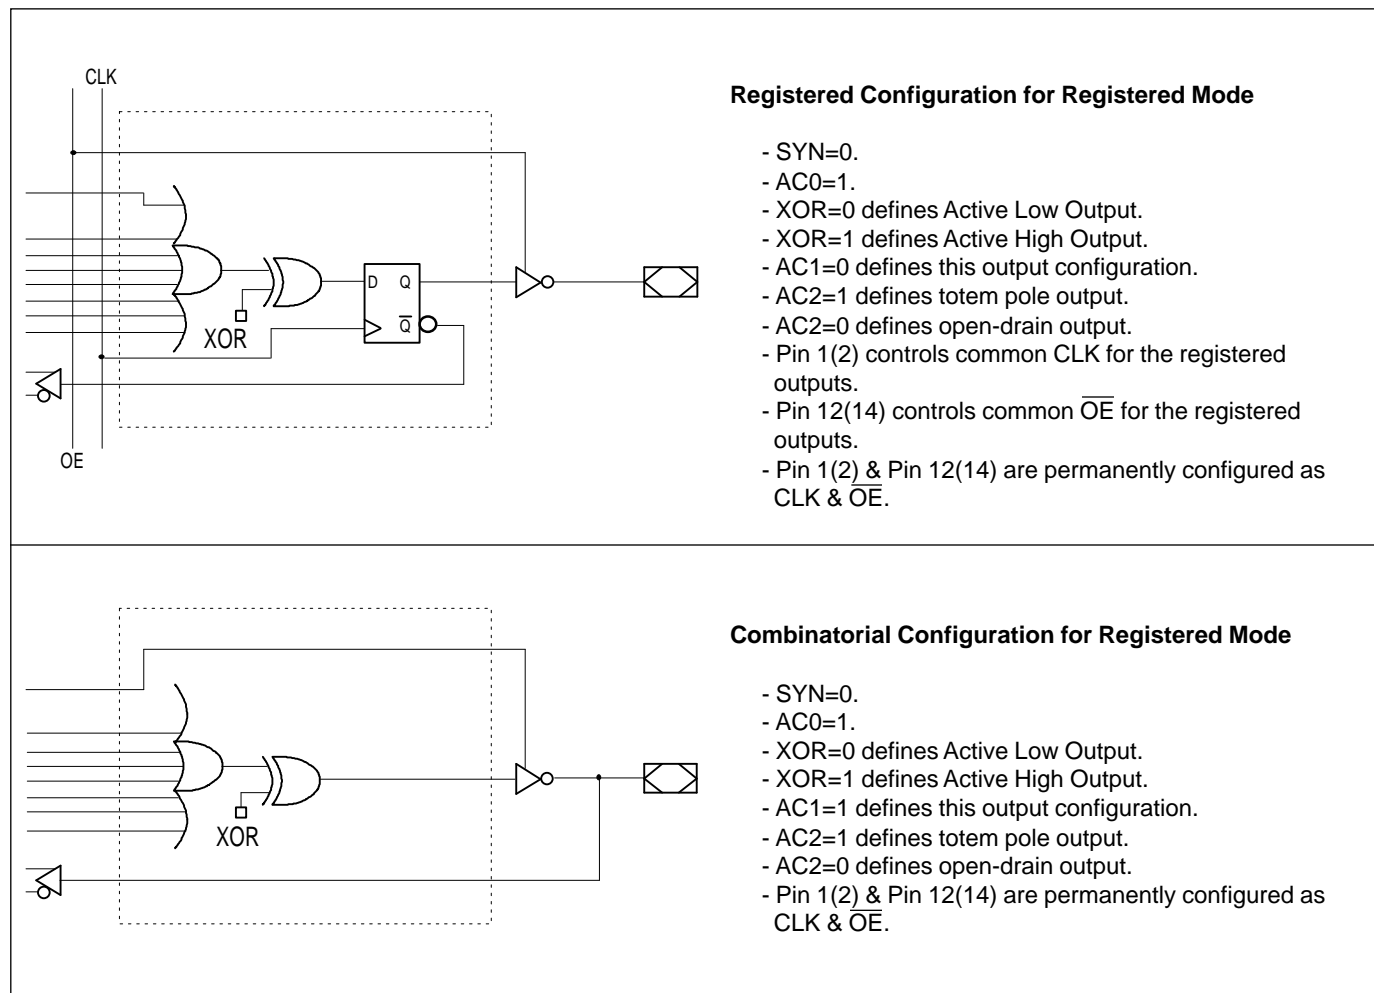 CLK
D Q
Q̅
XOR
OE
Registered Configuration for Registered Mode
- SYN=0.
- AC0=1.
- XOR=0 defines Active Low Output.
- XOR=1 defines Active High Output.
- AC1=0 defines this output configuration.
- AC2=1 defines totem pole output.
- AC2=0 defines open-drain output.
- Pin 1(2) controls common CLK for the registered
outputs.
- Pin 12(14) controls common O̅E̅ for the registered
outputs.
- Pin 1(2) & Pin 12(14) are permanently configured as
CLK & O̅E̅.
XOR
Combinatorial Configuration for Registered Mode
- SYN=0.
- AC0=1.
- XOR=0 defines Active Low Output.
- XOR=1 defines Active High Output.
- AC1=1 defines this output configuration.
- AC2=1 defines totem pole output.
- AC2=0 defines open-drain output.
- Pin 1(2) & Pin 12(14) are permanently configured as
CLK & O̅E̅.